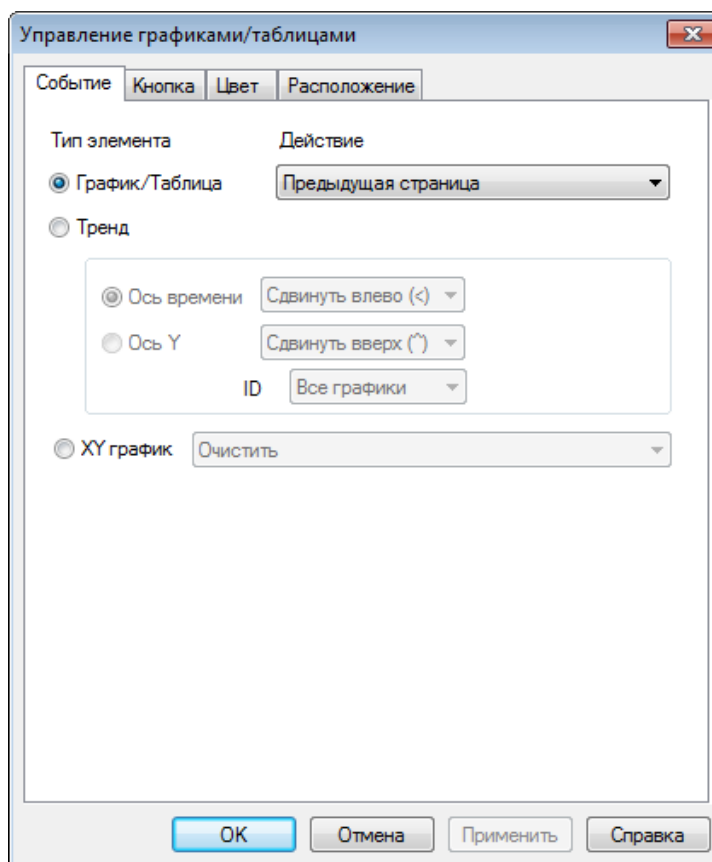 Управление графиками/таблицами
Событие Кнопка Цвет Расположение
Тип элемента Действие
График/Таблица Предыдущая страница
Тренд
Ось времени Сдвинуть влево (<)
Ось Y Сдвинуть вверх (^)
ID Все графики
XY график Очистить
OK Отмена Применить Справка